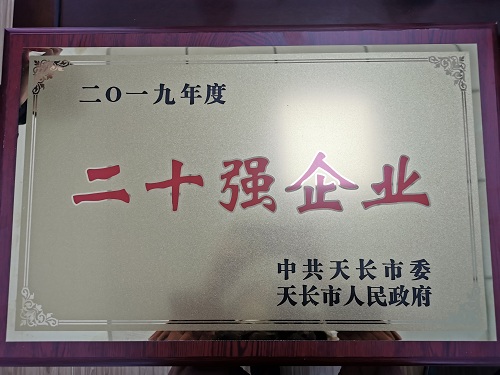 二〇一九年度
二十强企业
中共天长市委
天长市人民政府